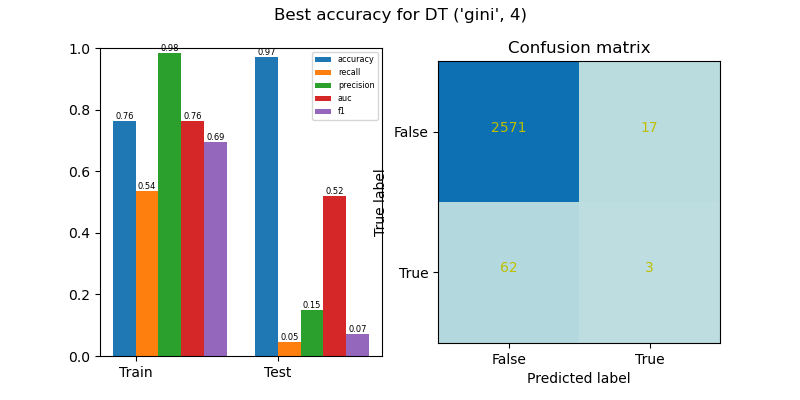 Best accuracy for DT ('gini', 4)
1.0
0.8
0.6
0.4
0.2
0.0
0.76
0.54
0.98
0.76
0.69
0.97
0.05
0.15
0.52
0.07
accuracy
recall
precision
auc
f1
Train
Test
Confusion matrix
True label
False
True
2571
17
62
3
False
True
Predicted label